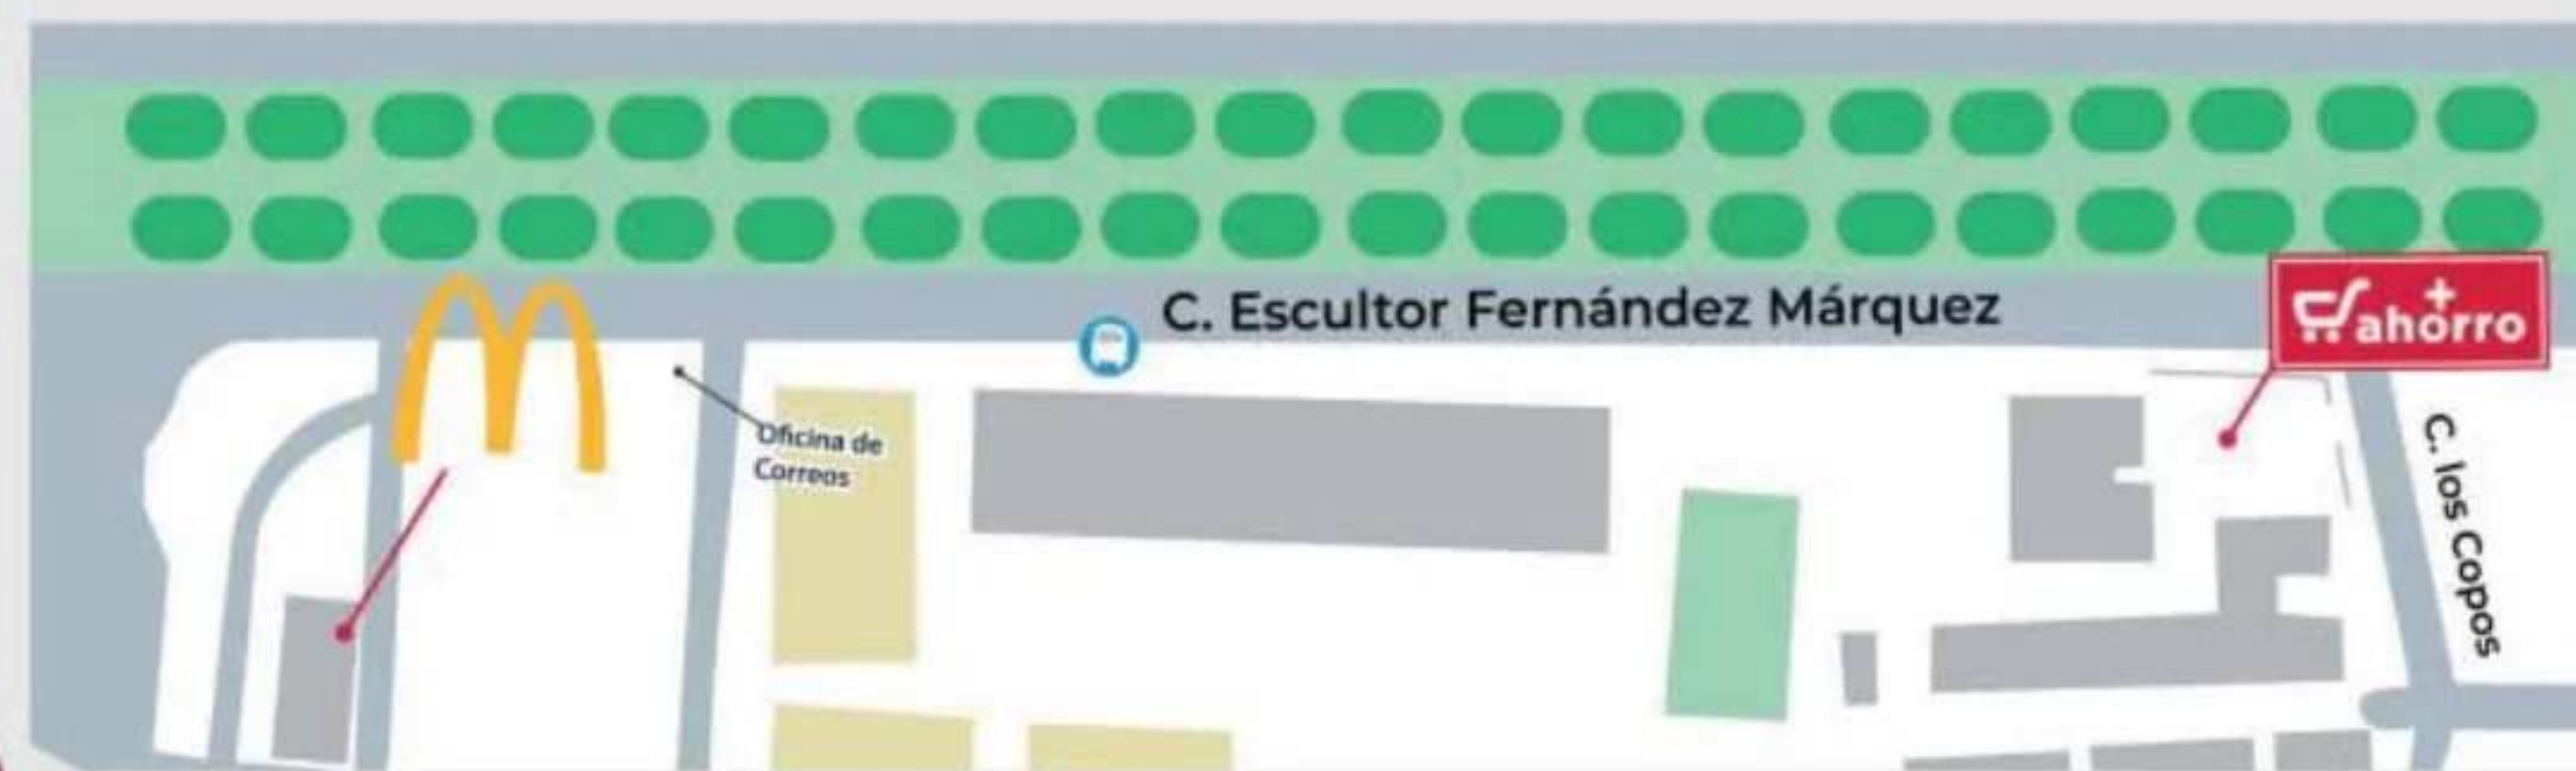 C. Escultor Fernández Márquez
+
ahorro
Oficina de
Correos
C. los Copos